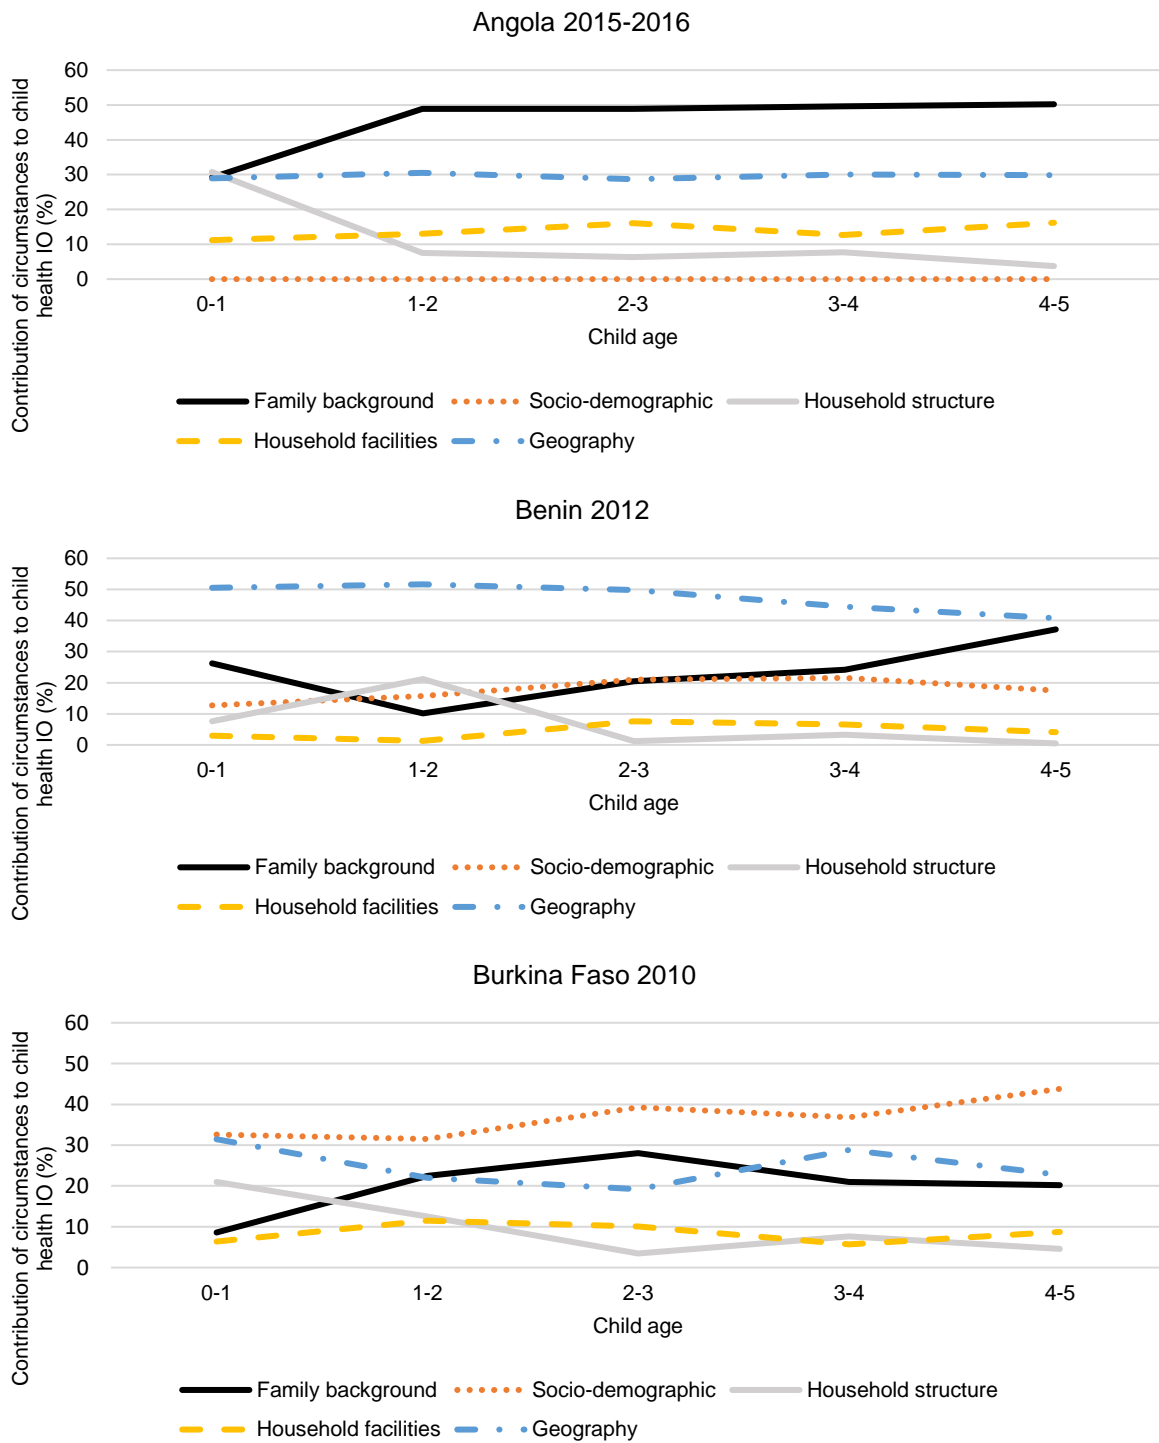 Angola 2015-2016
Contribution of circumstances to child
health IO (%)
60
50
40
30
20
10
0
0-1 1-2 2-3 3-4 4-5
Child age
Family background Socio-demographic Household structure
Household facilities Geography
Benin 2012
Contribution of circumstances to child
health IO (%)
60
50
40
30
20
10
0
0-1 1-2 2-3 3-4 4-5
Child age
Family background Socio-demographic Household structure
Household facilities Geography
Burkina Faso 2010
Contribution of circumstances to child
health IO (%)
60
50
40
30
20
10
0
0-1 1-2 2-3 3-4 4-5
Child age
Family background Socio-demographic Household structure
Household facilities Geography